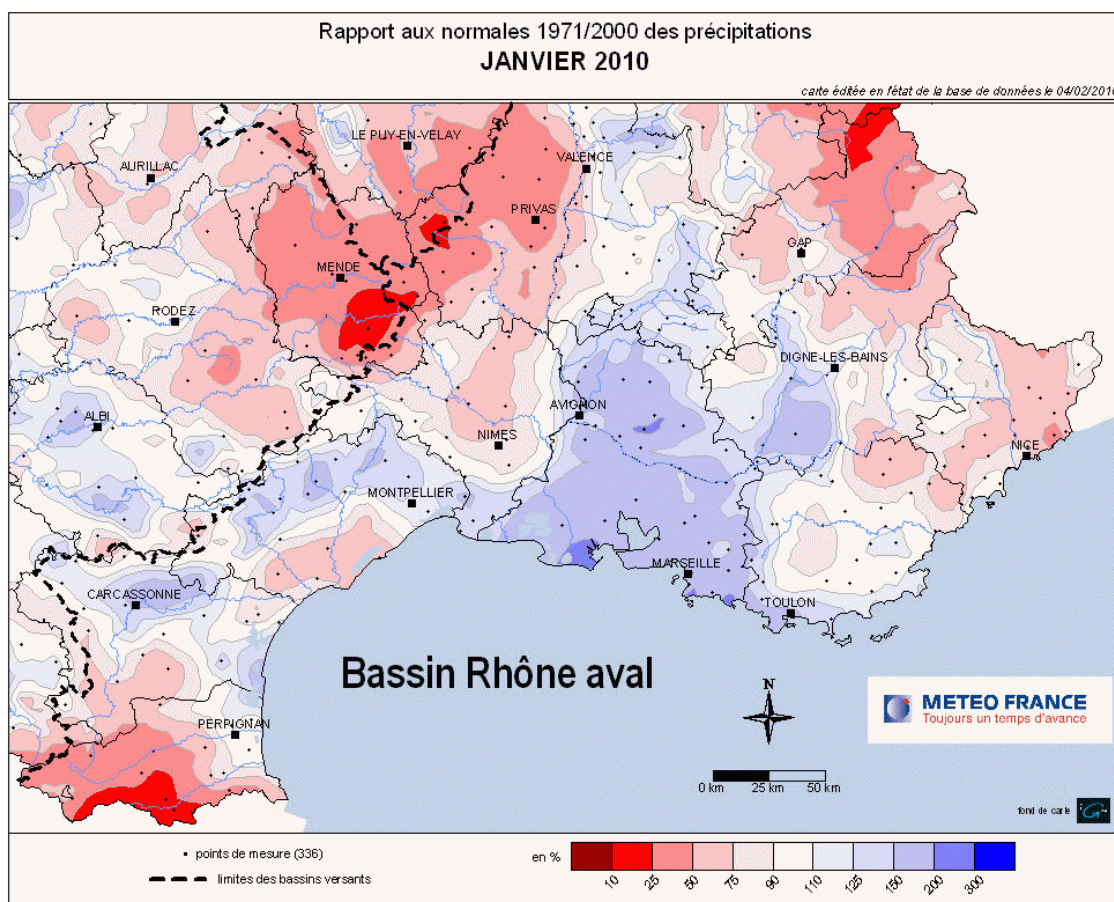 Rapport aux normales 1971/2000 des précipitations
JANVIER 2010
carte éditée en l'état de la base de données le 04/02/2010
LE PUY-EN-VELAY
AURILLAC
VALENCE
PRIVAS
GAP
MENDE
RODEZ
DIGNE-LES-BAINS
ALBI
AVIGNON
NIMES
NICE
MONTPELLIER
MARSEILLE
CARCASSONNE
TOULON
Bassin Rhône aval
N
METEO FRANCE
Toujours un temps d'avance
PERPIGNAN
0 km 25 km 50 km
fond de carte
points de mesure (336)
limites des bassins versants
en %
10 25 50 75 90 110 125 150 200 300